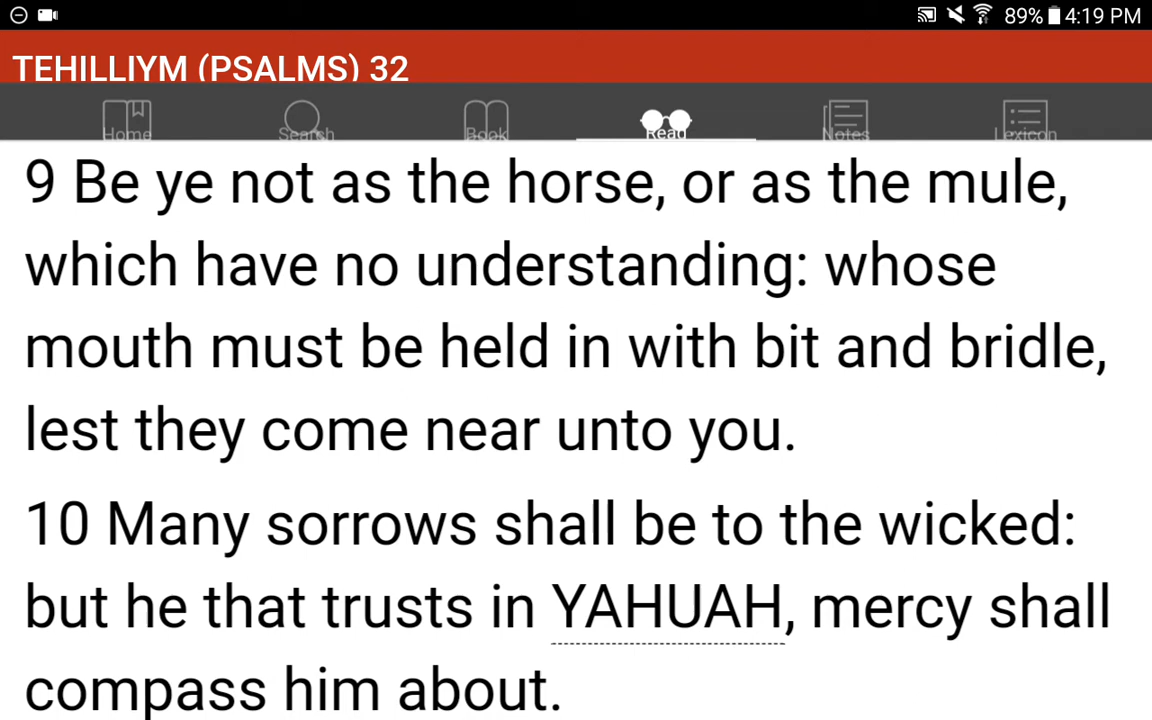 89% 4:19 PM
TEHILLIYM (PSALMS) 32
Home Search Book Read Notes Lexicon
9 Be ye not as the horse, or as the mule,
which have no understanding: whose
mouth must be held in with bit and bridle,
lest they come near unto you.
10 Many sorrows shall be to the wicked:
but he that trusts in YAHUAH, mercy shall
compass him about.